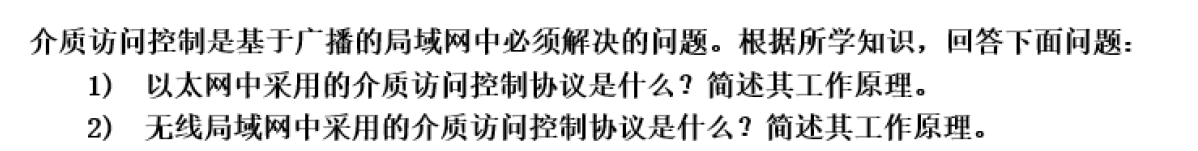 介质访问控制是基于广播的局域网中必须解决的问题。根据所学知识，回答下面问题：
1) 以太网中采用的介质访问控制协议是什么？简述其工作原理。
2) 无线局域网中采用的介质访问控制协议是什么？简述其工作原理。